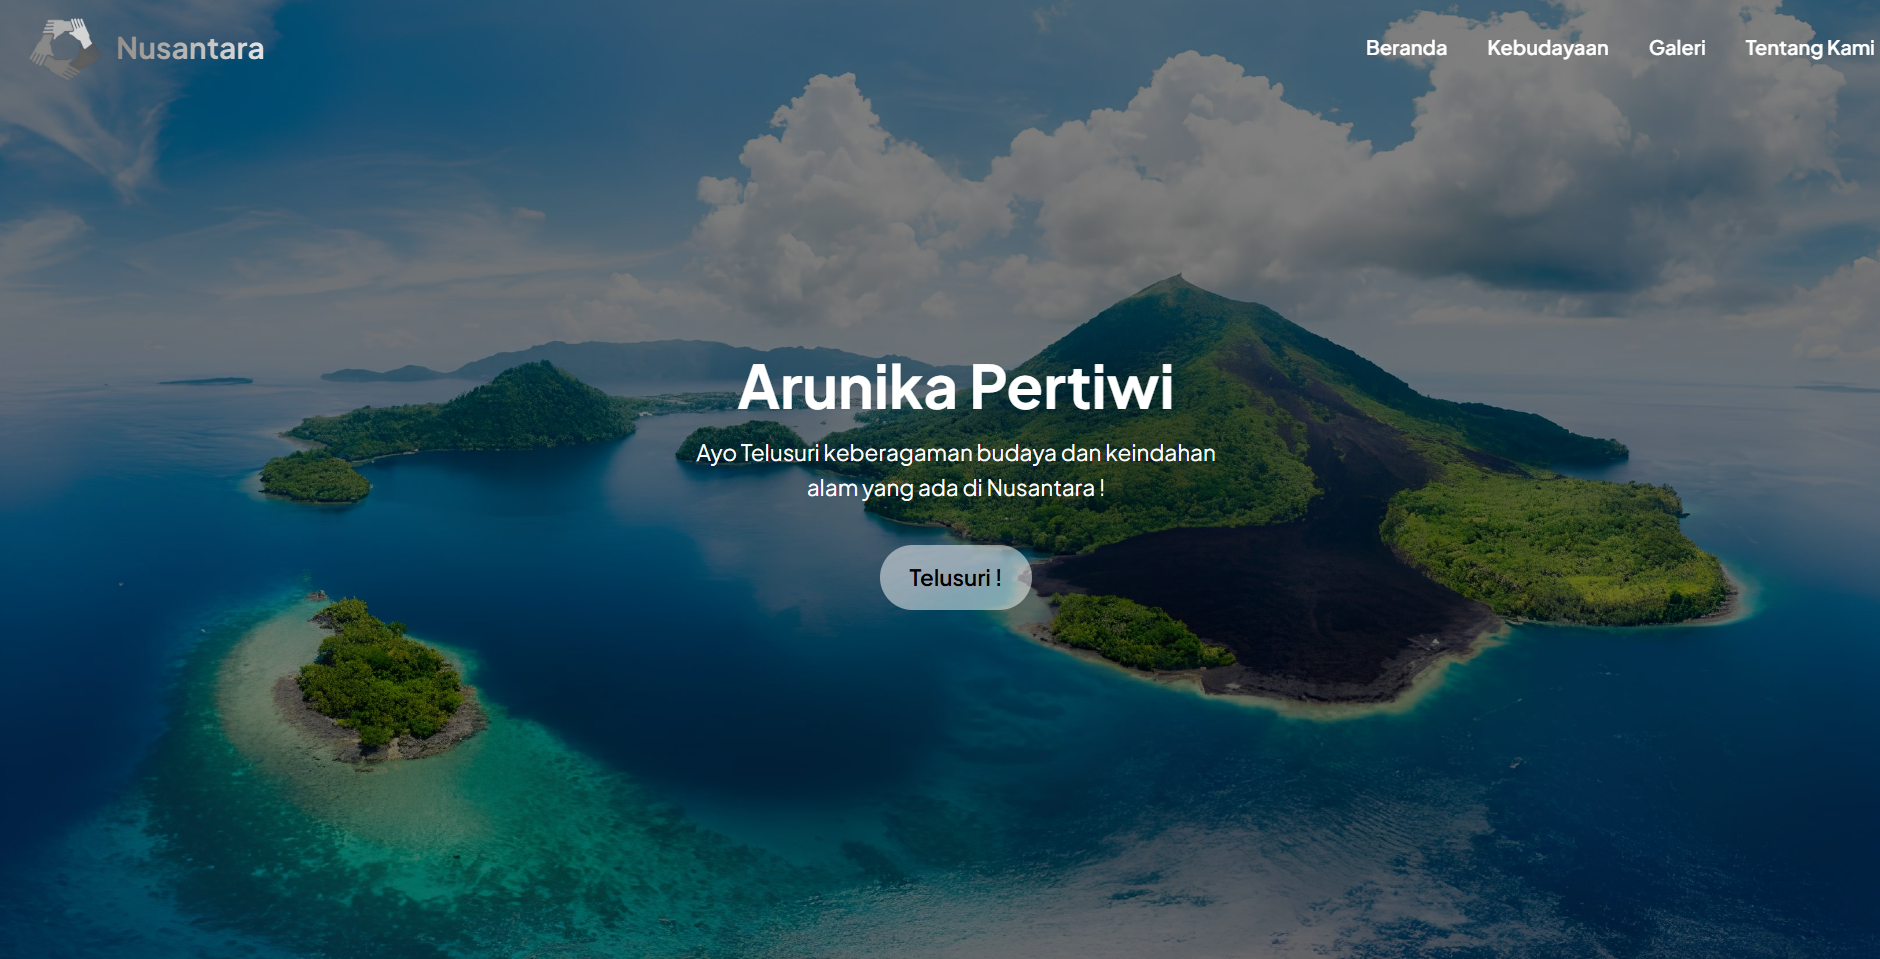 Nusantara
Beranda Kebudayaan Galeri Tentang Kami
Arunika Pertiwi
Ayo Telusuri keberagaman budaya dan keindahan
alam yang ada di Nusantara !
Telusuri !